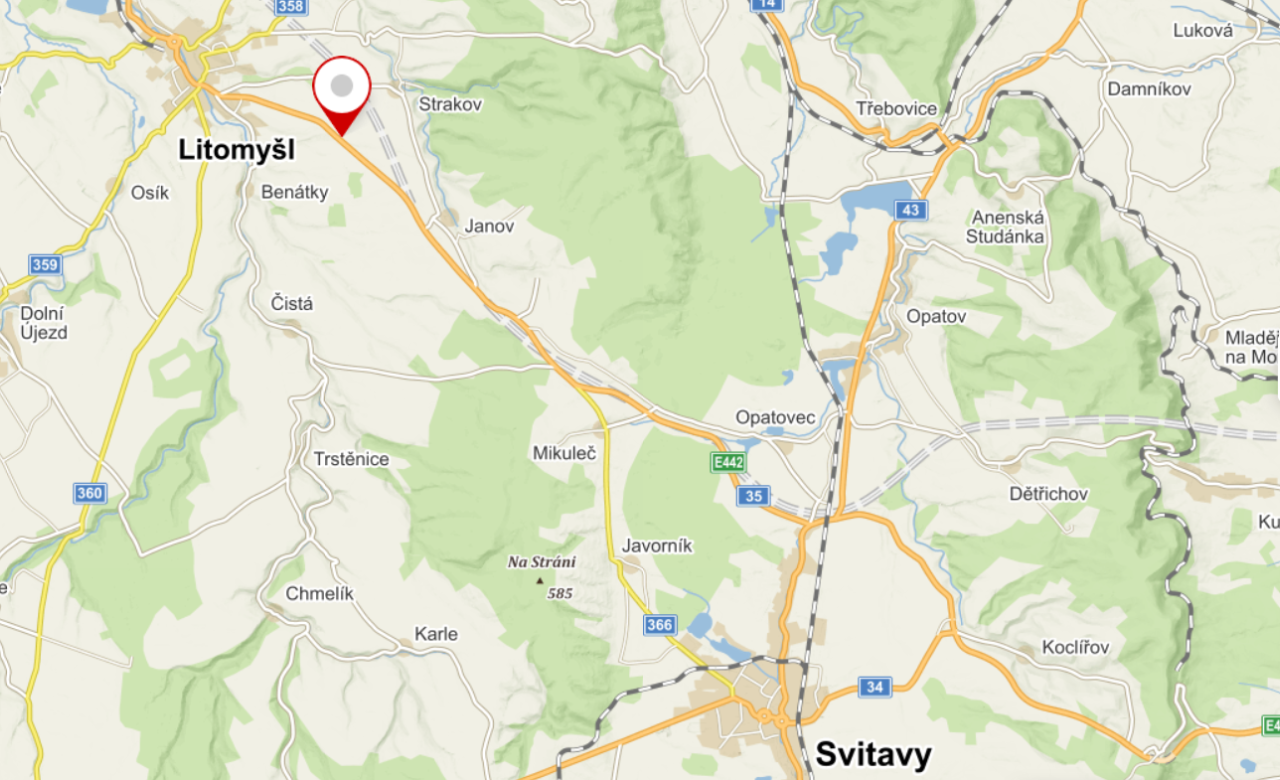 358
14
Luková
Damníkov
Strakov
Třebovice
Litomyšl
Osík
Benátky
43
Anenská
Studánka
Janov
359
Čistá
Dolní
Újezd
Opatov
Mladěj
na Mo
Opatovec
Mikuleč
Trstěnice
E442
360
35
Dětřichov
Ku
Javorník
Na Stráni
585
Chmelík
366
Karle
Koclířov
34
E4
Svitavy